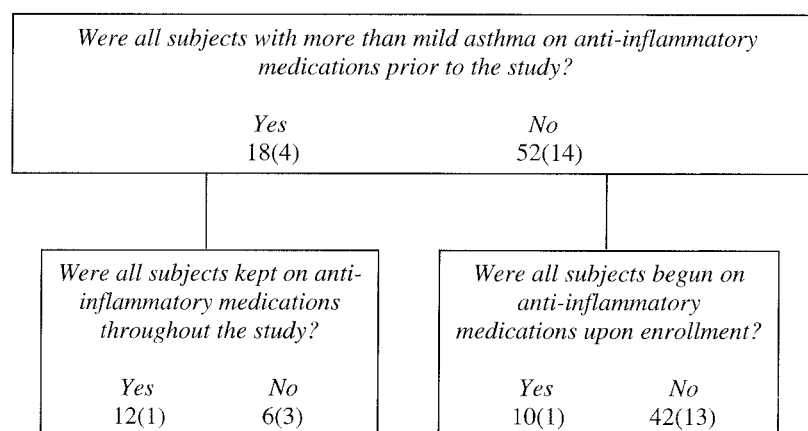 Were all subjects with more than mild asthma on anti-inflammatory
medications prior to the study?
Yes No
18(4) 52(14)
Were all subjects kept on anti-
inflammatory medications
throughout the study?
Yes No
12(1) 6(3)
Were all subjects begun on
anti-inflammatory
medications upon enrollment?
Yes No
10(1) 42(13)